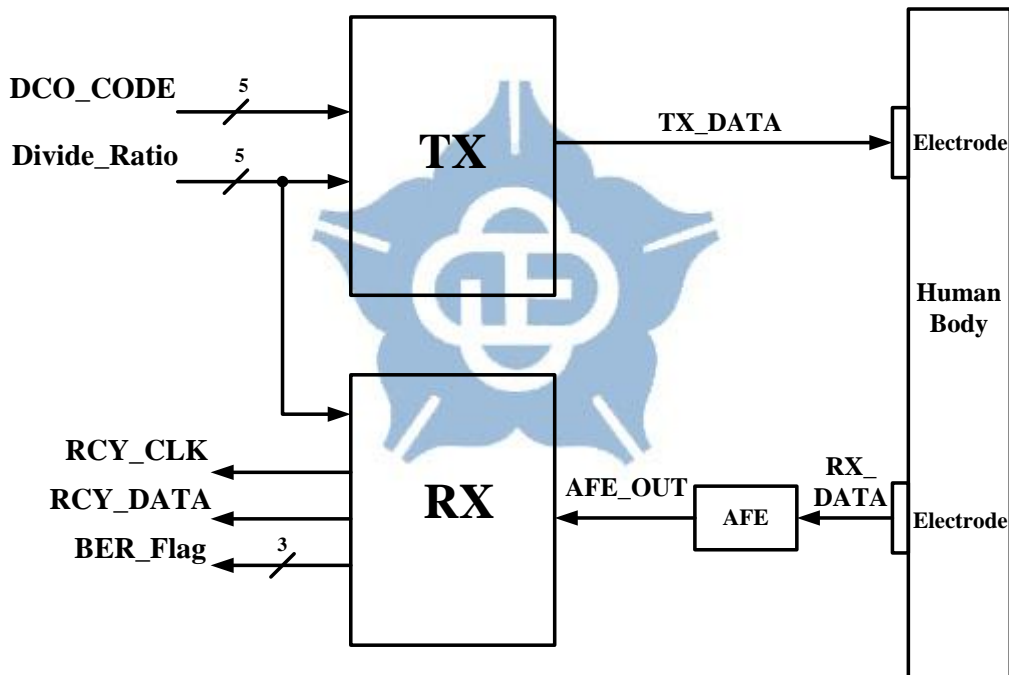 DCO_CODE
5
Divide_Ratio
5
TX
TX_DATA
Electrode
Human
Body
RCY_CLK
RCY_DATA
BER_Flag
3
RX
AFE_OUT
AFE
RX_
DATA
Electrode